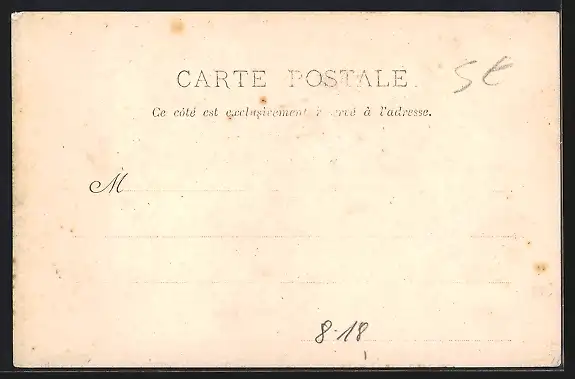 CARTE POSTALE
5€
Ce côté est exclusivement réservé à l'adresse.
M
8-18